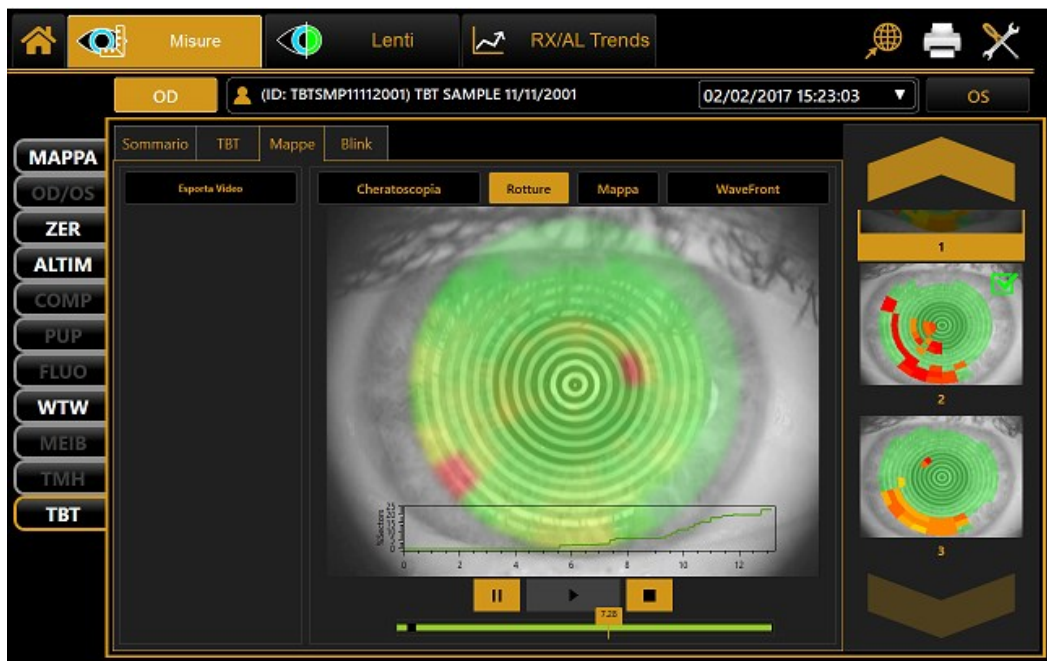 Misure Lenti RX/AL Trends
OD (ID: TBTSMP11112001) TBT SAMPLE 11/11/2001 02/02/2017 15:23:03 OS
Sommario TBT Mappe Blink
MAPPA
OD/OS
ZER
ALTIM
COMP
PUP
FLUO
WTW
MEIB
TMH
TBT
Esporta Video
Cheratoscopia Rotture Mappa WaveFront
%Sectors
0 2 4 6 8 10 12
7.28
1
2
3